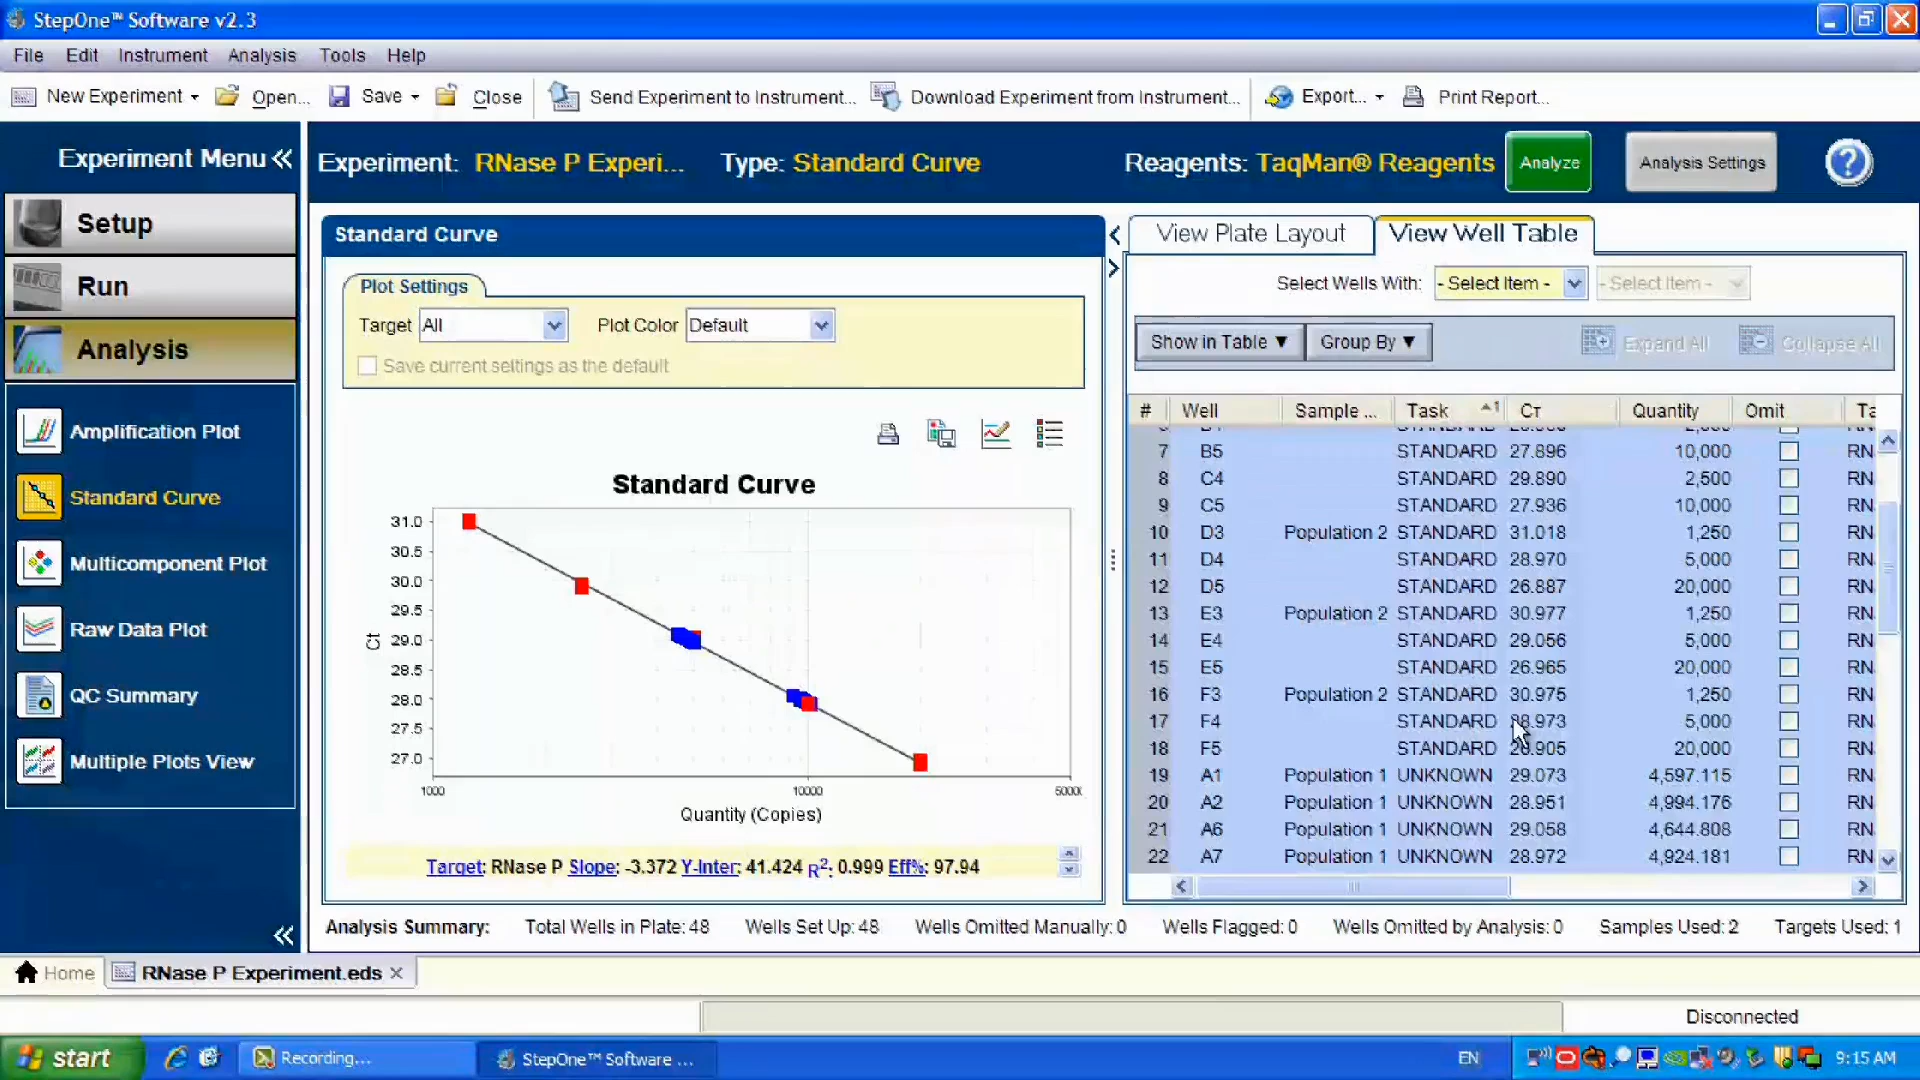 StepOne™ Software v2.3
File Edit Instrument Analysis Tools Help
New Experiment Open... Save Close Send Experiment to Instrument... Download Experiment from Instrument... Export... Print Report...
Experiment Menu «
Experiment: RNase P Experi... Type: Standard Curve Reagents: TaqMan® Reagents Analyze Analysis Settings ?
Setup
Run
Analysis
Amplification Plot
Standard Curve
Multicomponent Plot
Raw Data Plot
QC Summary
Multiple Plots View
«
Standard Curve
Plot Settings
Target All Plot Color Default
Save current settings as the default
Standard Curve
31.0
30.5
30.0
29.5
29.0
28.5
28.0
27.5
27.0
Ct
1000 10000
Quantity (Copies)
Target: RNase P Slope: -3.372 Y-Inter: 41.424 R²: 0.999 Eff%: 97.94
View Plate Layout View Well Table
Select Wells With: - Select Item - - Select Item -
Show in Table ▼ Group By ▼ Expand All Collapse All
# Well Sample ... Task 1 Cт Quantity Omit Ta
7 B5 STANDARD 27.896 10,000 RN
8 C4 STANDARD 29.890 2,500 RN
9 C5 STANDARD 27.936 10,000 RN
10 D3 Population 2 STANDARD 31.018 1,250 RN
11 D4 STANDARD 28.970 5,000 RN
12 D5 STANDARD 26.887 20,000 RN
13 E3 Population 2 STANDARD 30.977 1,250 RN
14 E4 STANDARD 29.056 5,000 RN
15 E5 STANDARD 26.965 20,000 RN
16 F3 Population 2 STANDARD 30.975 1,250 RN
17 F4 STANDARD 28.973 5,000 RN
18 F5 STANDARD 26.905 20,000 RN
19 A1 Population 1 UNKNOWN 29.073 4,597.115 RN
20 A2 Population 1 UNKNOWN 28.951 4,994.176 RN
21 A6 Population 1 UNKNOWN 29.058 4,644.808 RN
22 A7 Population 1 UNKNOWN 28.972 4,924.181 RN
Analysis Summary: Total Wells in Plate: 48 Wells Set Up: 48 Wells Omitted Manually: 0 Wells Flagged: 0 Wells Omitted by Analysis: 0 Samples Used: 2 Targets Used: 1
Home RNase P Experiment.eds
Disconnected
start Recording... StepOne™ Software ... EN 9:15 AM